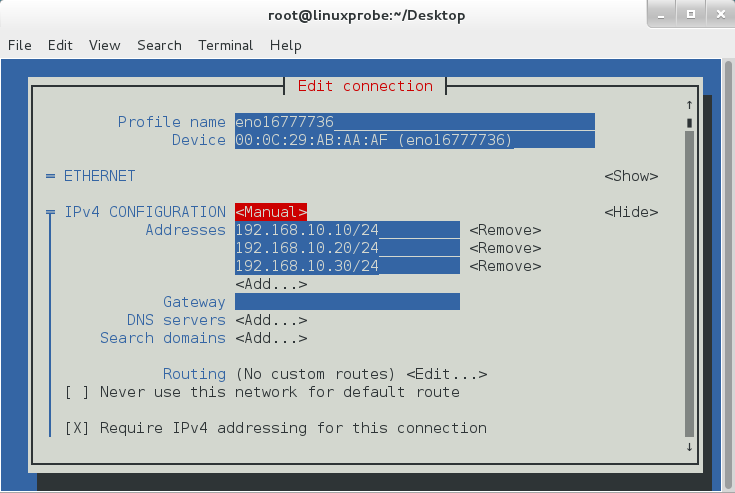 root@linuxprobe:~/Desktop
File Edit View Search Terminal Help
Edit connection
Profile name eno16777736
Device 00:0C:29:AB:AA:AF (eno16777736)
ETHERNET <Show>
IPv4 CONFIGURATION <Manual> <Hide>
Addresses 192.168.10.10/24 <Remove>
192.168.10.20/24 <Remove>
192.168.10.30/24 <Remove>
<Add...>
Gateway
DNS servers <Add...>
Search domains <Add...>
Routing (No custom routes) <Edit...>
[ ] Never use this network for default route
[X] Require IPv4 addressing for this connection